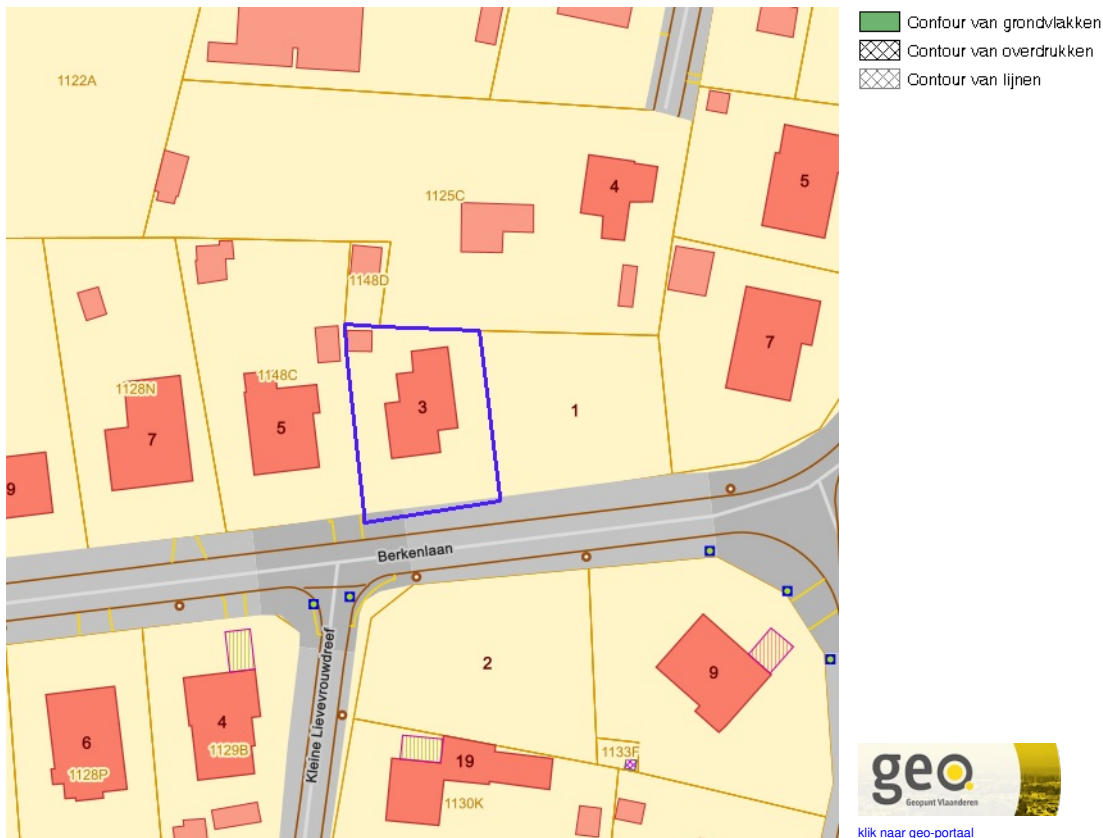 Contour van grondvlakken
Contour van overdrukken
Contour van lijnen
1122A
1125C
4
5
1148D
7
1128N
7
1148C
5
3
1
9
Berkenlaan
Kleine Lievevrouwdreef
2
9
4
1129B
6
1128P
19
1130K
1133F
geo.
Geopunt Vlaanderen
klik naar geo-portaal